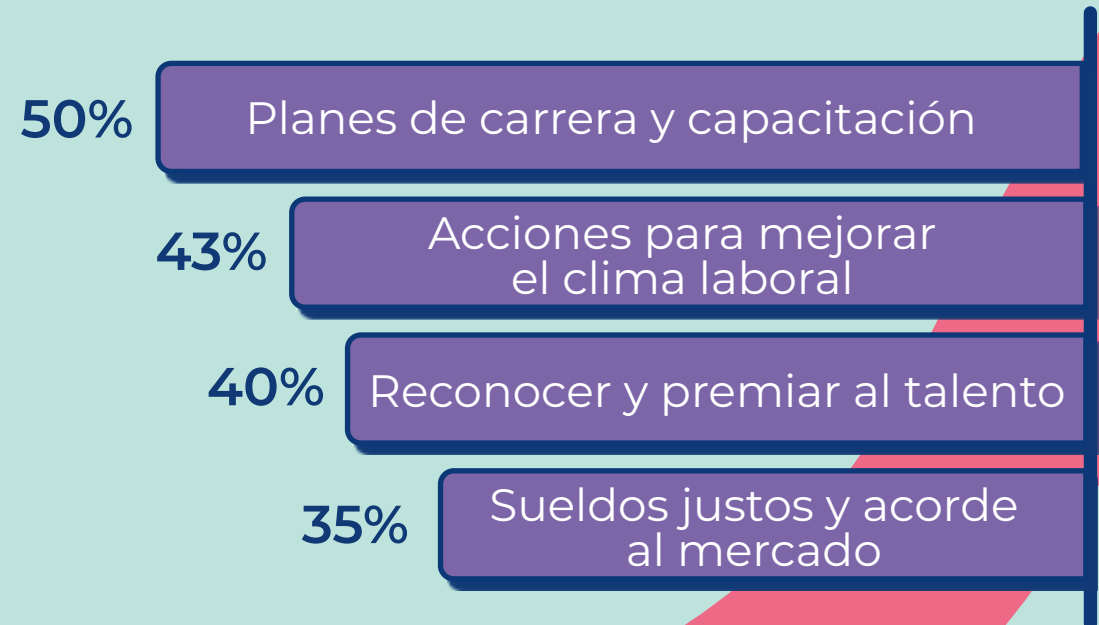 50% Planes de carrera y capacitación
43% Acciones para mejorar
el clima laboral
40% Reconocer y premiar al talento
35% Sueldos justos y acorde
al mercado